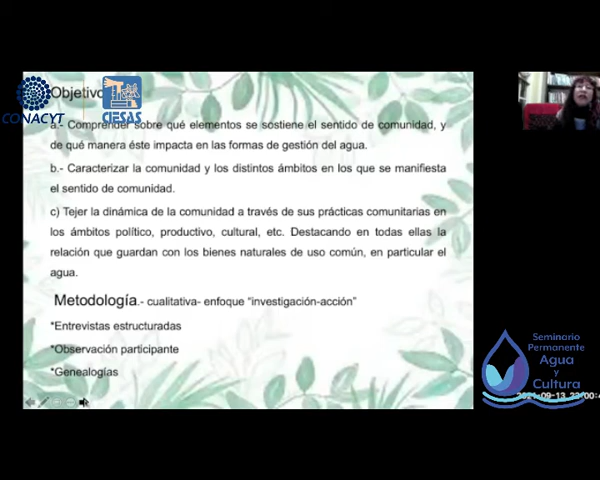 Objetivo
CONACYT
CIESAS
a.- Comprender sobre qué elementos se sostiene el sentido de comunidad, y
de qué manera éste impacta en las formas de gestión del agua.
b.- Caracterizar la comunidad y los distintos ámbitos en los que se manifiesta
el sentido de comunidad.
c) Tejer la dinámica de la comunidad a través de sus prácticas comunitarias en
los ámbitos político, productivo, cultural, etc. Destacando en todas ellas la
relación que guardan con los bienes naturales de uso común, en particular el
agua.
Metodología.- cualitativa- enfoque "investigación-acción"
*Entrevistas estructuradas
*Observación participante
*Genealogías
Seminario
Permanente
Agua
y
Cultura
2021-09-13